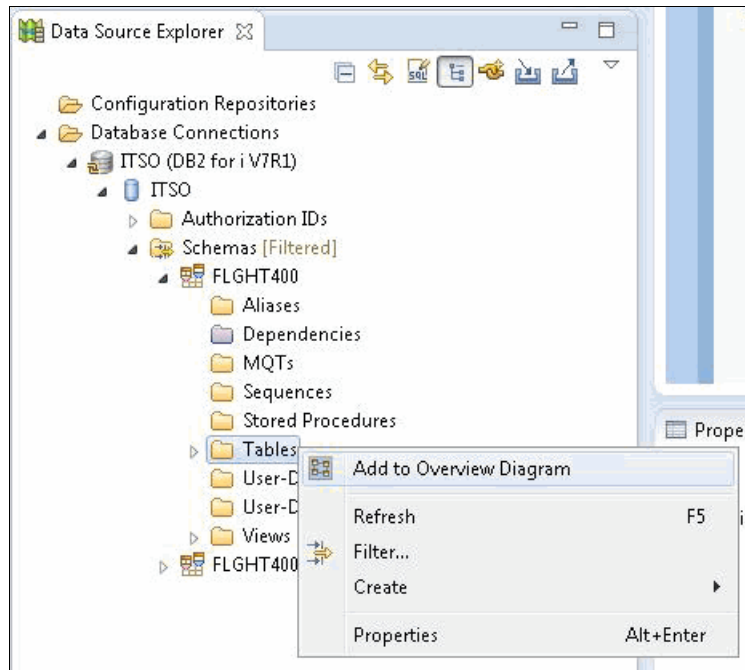 Data Source Explorer
SQL
Configuration Repositories
Database Connections
ITSO (DB2 for i V7R1)
ITSO
Authorization IDs
Schemas [Filtered]
FLGHT400
Aliases
Dependencies
MQTs
Sequences
Stored Procedures
Prope
Tables
Add to Overview Diagram
User-D
Refresh F5
User-D
Filter...
Views
FLGHT400
Create
Properties Alt+Enter